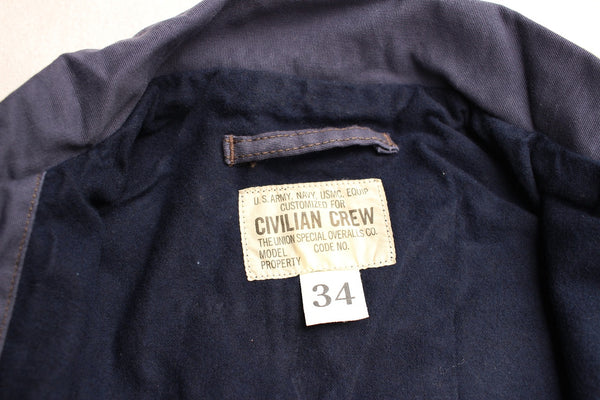 U.S. ARMY, NAVY, USMC, EQUIP
CUSTOMIZED FOR
CIVILIAN CREW
THE UNION SPECIAL OVERALLS CO.
MODEL CODE NO.
PROPERTY
34